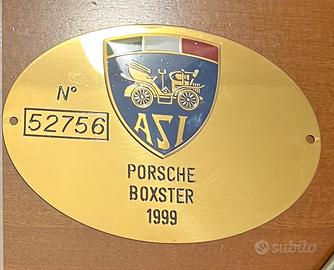 ASI
N°
52756
PORSCHE
BOXSTER
1999
subito